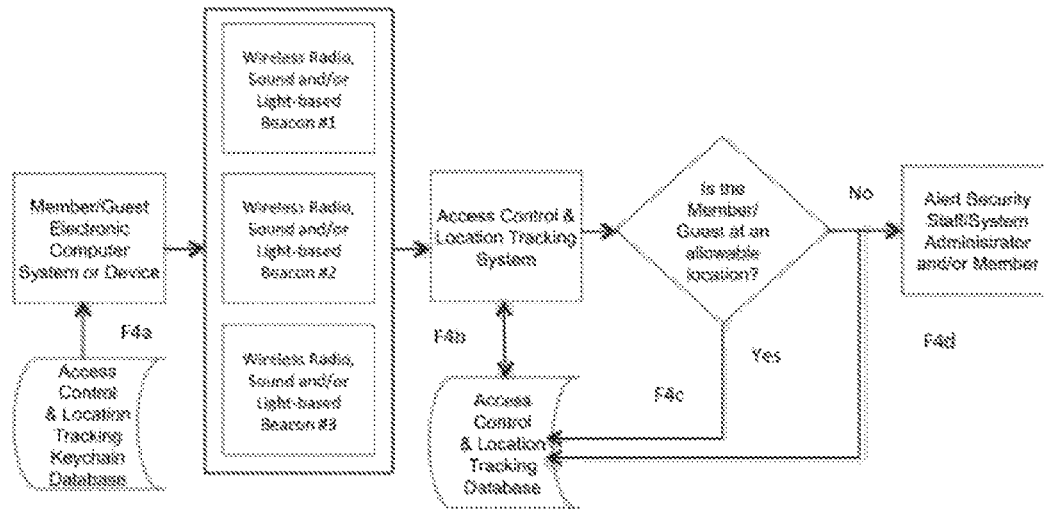 Member/Guest
Electronic
Computer
System or Device
F4a
Access
Control
& Location
Tracking
Keychain
Database
Wireless Radio,
Sound and/or
Light-based
Beacon #1
Wireless Radio,
Sound and/or
Light-based
Beacon #2
Wireless Radio,
Sound and/or
Light-based
Beacon #3
Access Control &
Location Tracking
System
F4b
Access
Control
& Location
Tracking
Database
Is the
Member/
Guest at an
allowable
location?
No
Yes
F4c
Alert Security
Staff/System
Administrator
and/or Member
F4d